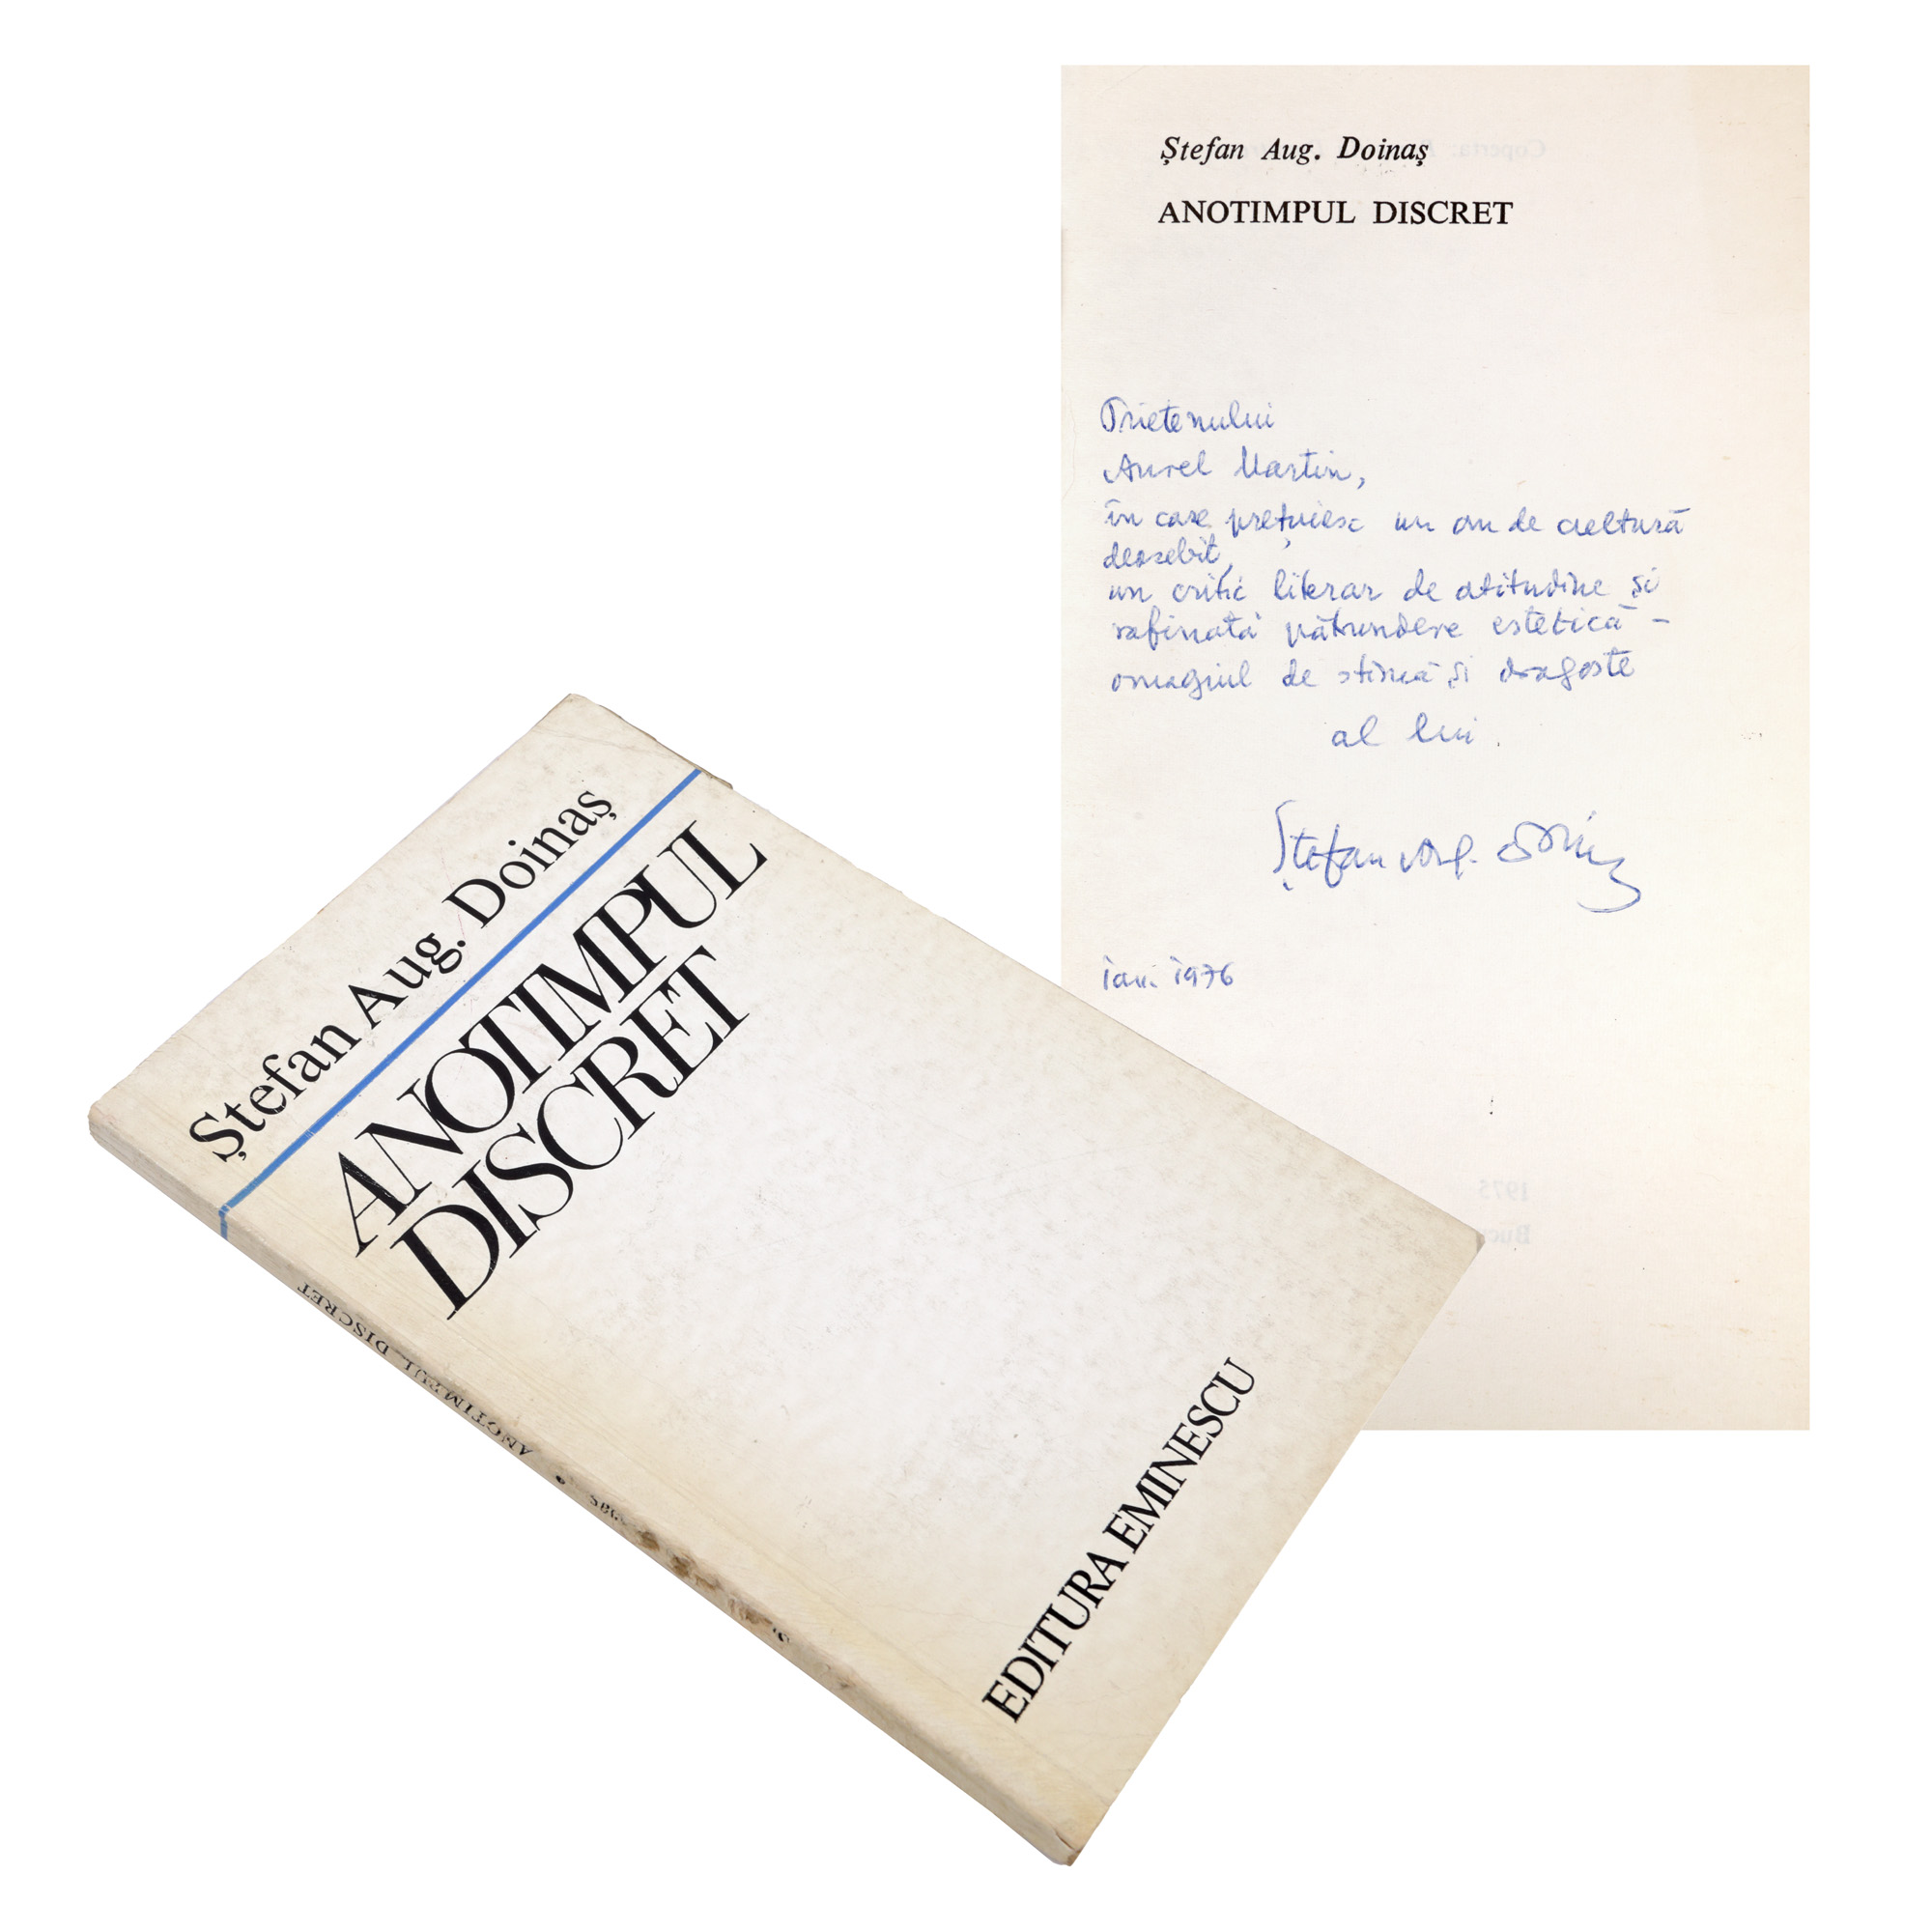 Ștefan Aug. Doinaș
ANOTIMPUL DISCRET
Prietenului
Aurel Martin,
în care prețuiesc un om de cultură
deosebit,
un critic literar de atitudine și
rafinată pătrundere estetică –
omagiul de stimă și dragoste
al lui
Ștefan Aug. Doinaș
ian. 1976
1975
Ștefan Aug. Doinaș
ANOTIMPUL
DISCRET
EDITURA EMINESCU
ANOTIMPUL DISCRET